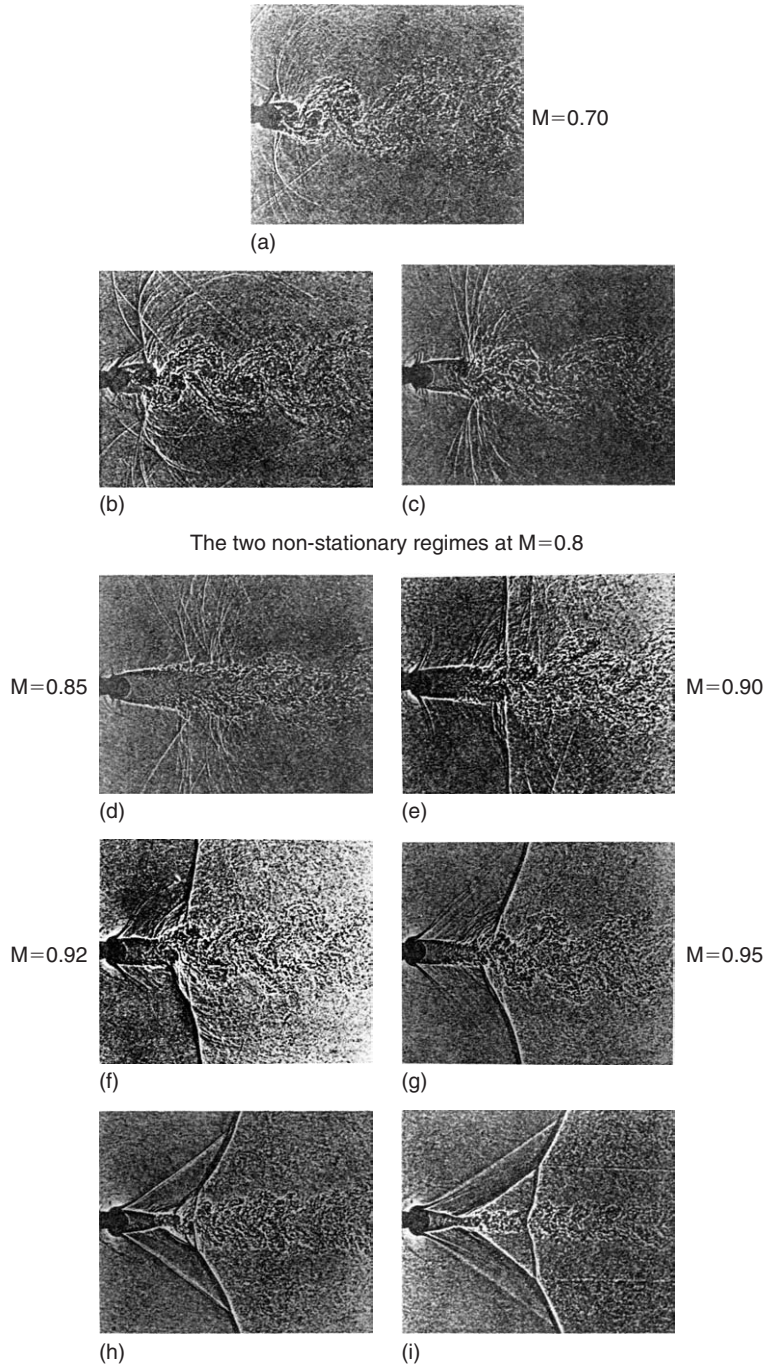 M=0.70
(a)
(b)
(c)
The two non-stationary regimes at M=0.8
M=0.85
M=0.90
(d)
(e)
M=0.92
M=0.95
(f)
(g)
(h)
(i)